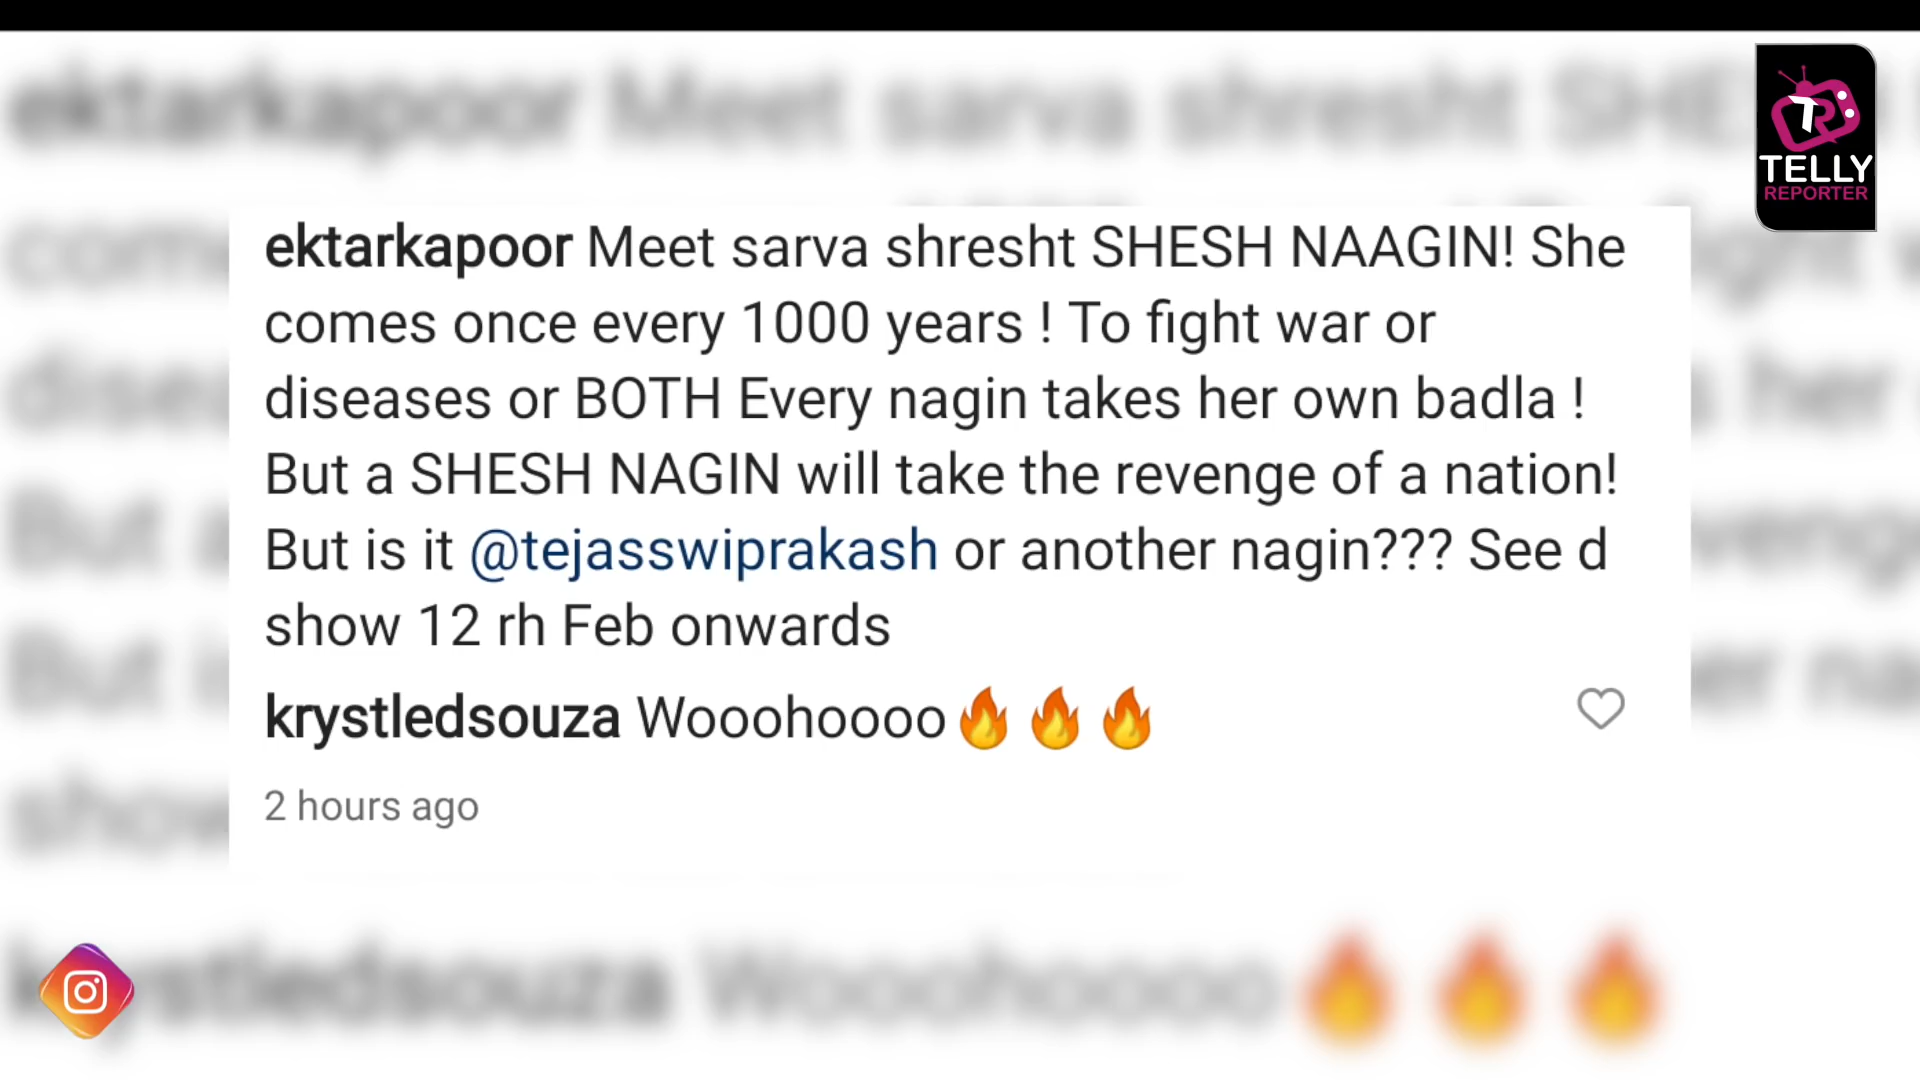 TELLY
REPORTER
ektarkapoor Meet sarva shresht SHESH NAAGIN! She
comes once every 1000 years ! To fight war or
diseases or BOTH Every nagin takes her own badla !
But a SHESH NAGIN will take the revenge of a nation!
But is it @tejasswiprakash or another nagin??? See d
show 12 rh Feb onwards
krystledsouza Wooohoooo🔥🔥🔥
2 hours ago